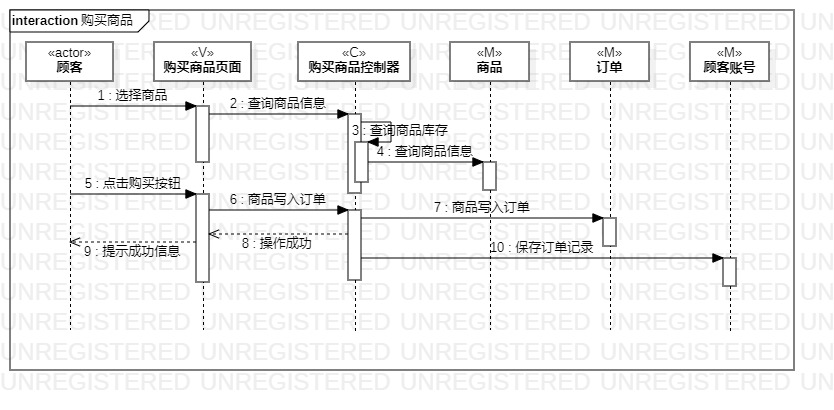 interaction 购买商品
«actor»
顾客
«V»
购买商品页面
«C»
购买商品控制器
«M»
商品
«M»
订单
«M»
顾客账号
1 : 选择商品
2 : 查询商品信息
3 : 查询商品库存
4 : 查询商品信息
5 : 点击购买按钮
6 : 商品写入订单
7 : 商品写入订单
8 : 操作成功
9 : 提示成功信息
10 : 保存订单记录
UNREGISTERED UNREGISTERED UNREGISTERED UNREGISTERED